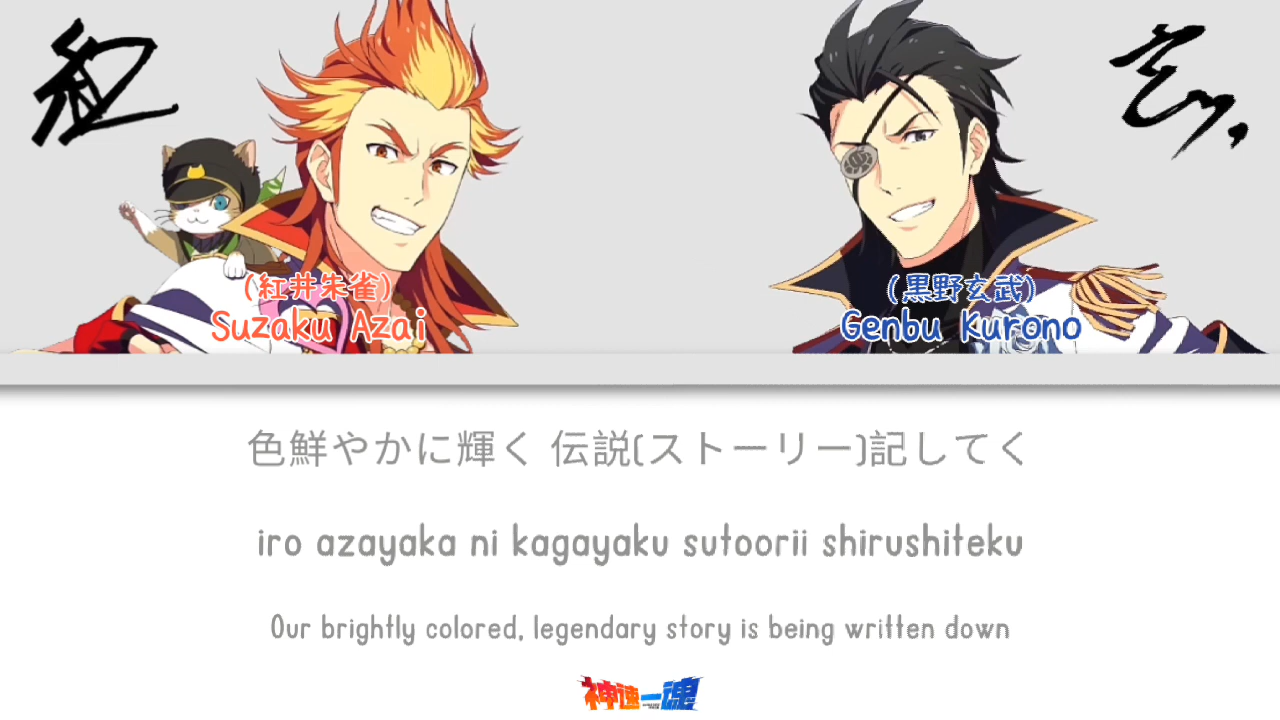 (紅井朱雀)
Suzaku Azai
(黒野玄武)
Genbu Kurono
色鮮やかに輝く 伝説(ストーリー)記してく
iro azayaka ni kagayaku sutoorii shirushiteku
Our brightly colored, legendary story is being written down
神速一魂